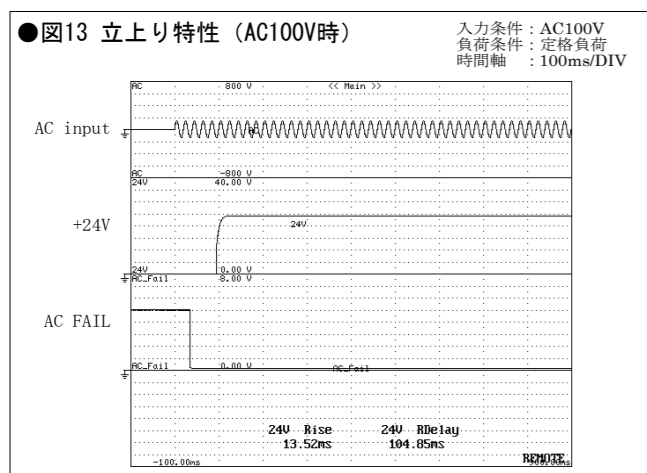 ●図13 立上り特性（AC100V時）
入力条件：AC100V
負荷条件：定格負荷
時間軸　：100ms/DIV
AC 800 V << Main >>
AC input
AC
AC -800 V
24V 40.00 V
+24V
24V
24V 0.00 V
AC_Fail 8.00 V
AC FAIL
AC_Fail 0.00 V AC_Fail
24V Rise 24V RDelay
13.52ms 104.85ms
REMOTE
-100.00ms